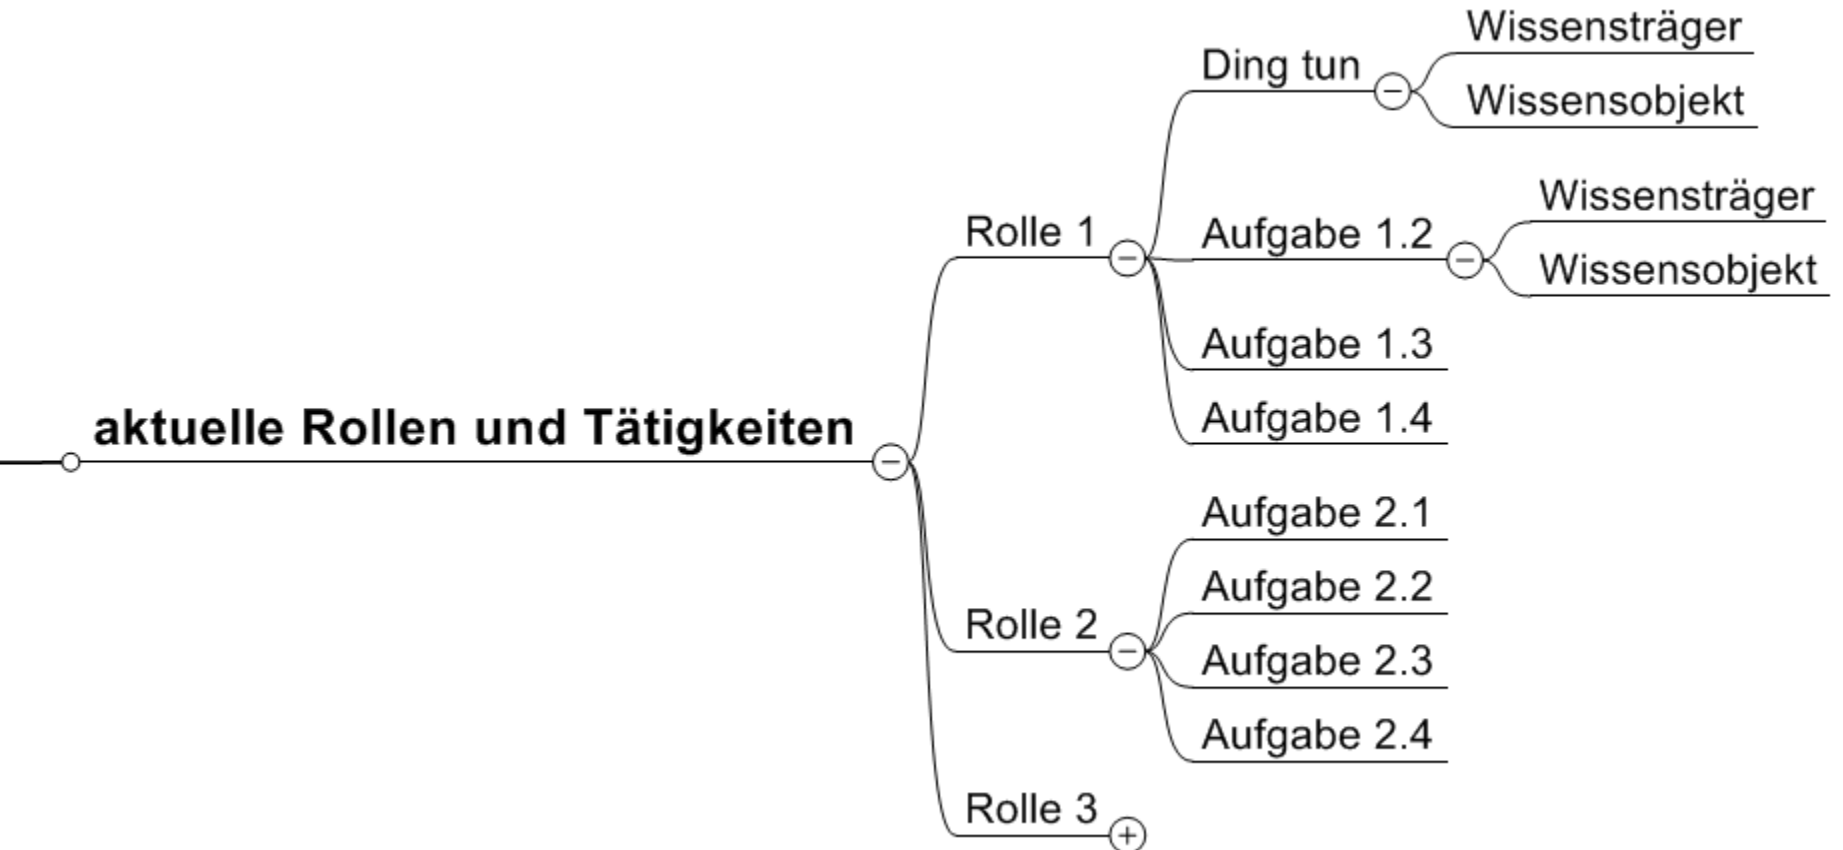 aktuelle Rollen und Tätigkeiten
Rolle 1
Ding tun
Wissensträger
Wissensobjekt
Aufgabe 1.2
Wissensträger
Wissensobjekt
Aufgabe 1.3
Aufgabe 1.4
Rolle 2
Aufgabe 2.1
Aufgabe 2.2
Aufgabe 2.3
Aufgabe 2.4
Rolle 3